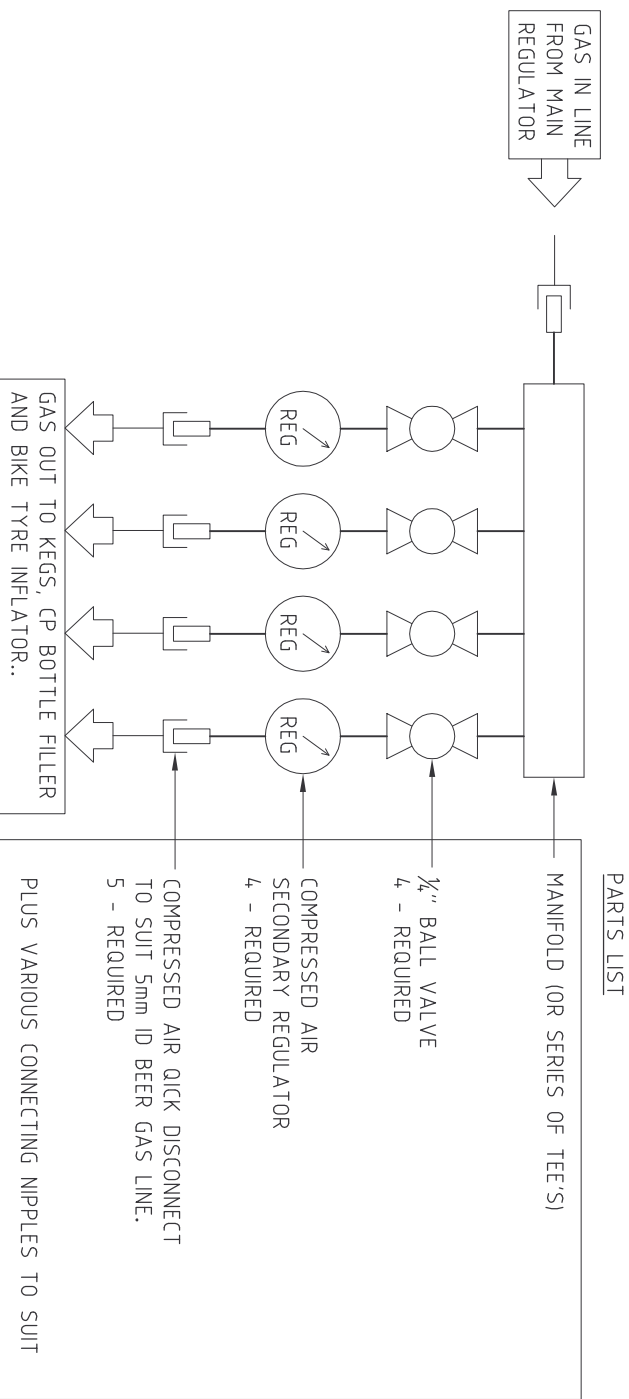 GAS IN LINE
FROM MAIN
REGULATOR
REG
REG
REG
REG
GAS OUT TO KEGS, CP BOTTLE FILLER
AND BIKE TYRE INFLATOR..
PARTS LIST
MANIFOLD (OR SERIES OF TEE'S)
¼" BALL VALVE
4 - REQUIRED
COMPRESSED AIR
SECONDARY REGULATOR
4 - REQUIRED
COMPRESSED AIR QICK DISCONNECT
TO SUIT 5mm ID BEER GAS LINE.
5 - REQUIRED
PLUS VARIOUS CONNECTING NIPPLES TO SUIT